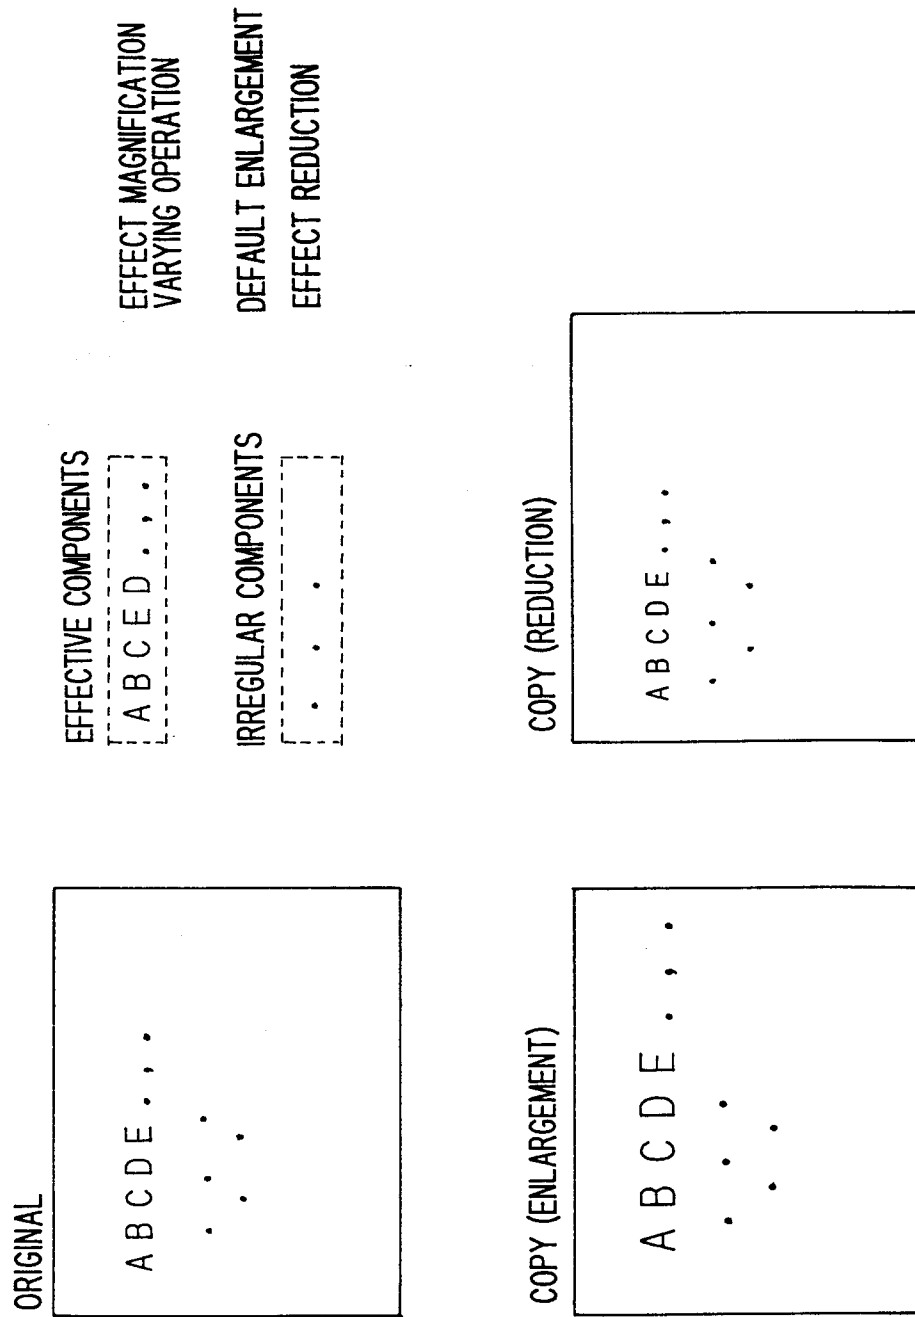 ORIGINAL
A B C D E . , .
EFFECTIVE COMPONENTS
A B C E D . , .
EFFECT MAGNIFICATION
VARYING OPERATION
IRREGULAR COMPONENTS
. . .
DEFAULT ENLARGEMENT
EFFECT REDUCTION
COPY (ENLARGEMENT)
A B C D E . , .
COPY (REDUCTION)
A B C D E . , .